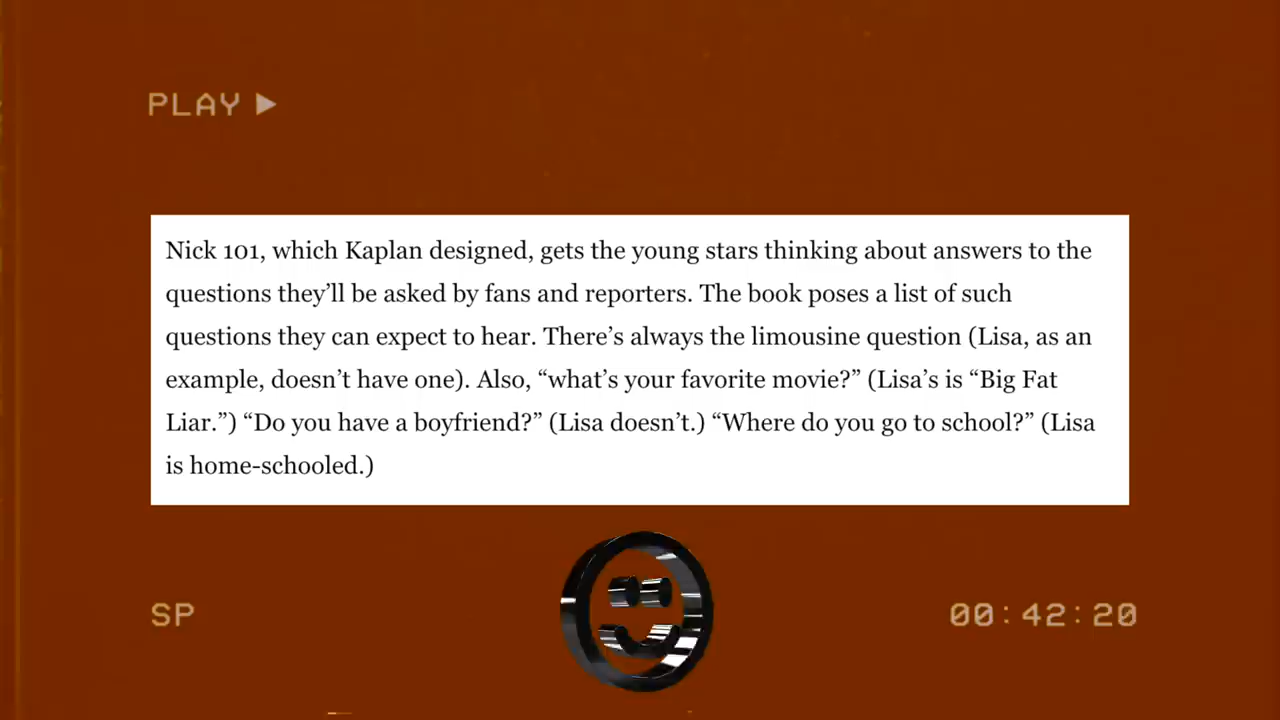 PLAY
Nick 101, which Kaplan designed, gets the young stars thinking about answers to the
questions they’ll be asked by fans and reporters. The book poses a list of such
questions they can expect to hear. There’s always the limousine question (Lisa, as an
example, doesn’t have one). Also, “what’s your favorite movie?” (Lisa’s is “Big Fat
Liar.”) “Do you have a boyfriend?” (Lisa doesn’t.) “Where do you go to school?” (Lisa
is home-schooled.)
SP
00:42:20